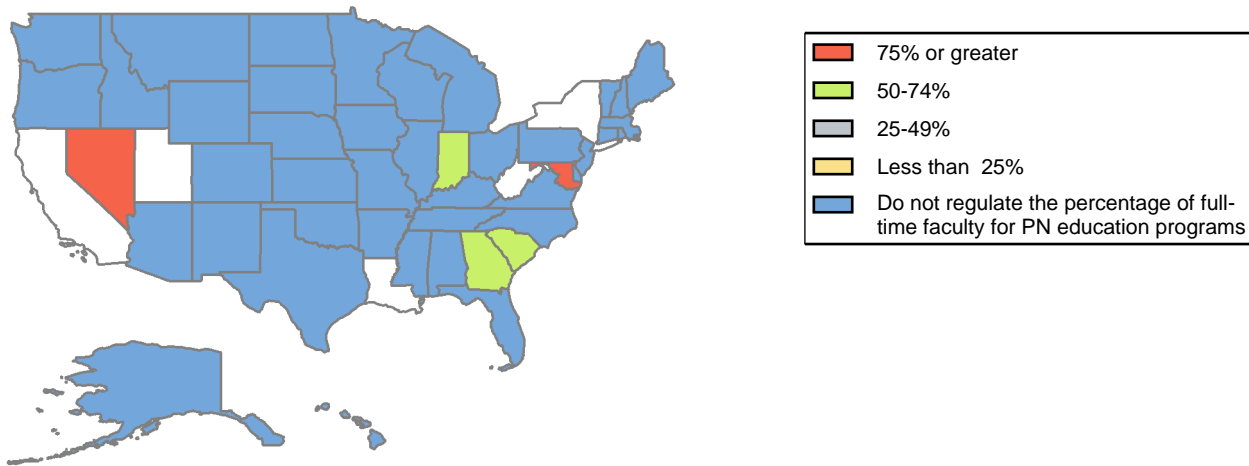 75% or greater
50-74%
25-49%
Less than  25%
Do not regulate the percentage of full-
time faculty for PN education programs